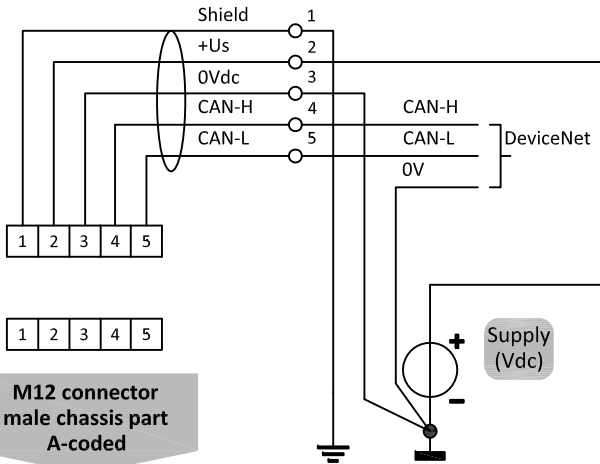 Shield 1
+Us 2
0Vdc 3
CAN-H 4 CAN-H
CAN-L 5 CAN-L DeviceNet
0V
1 2 3 4 5
1 2 3 4 5
+ Supply
(Vdc)
−
M12 connector
male chassis part
A-coded